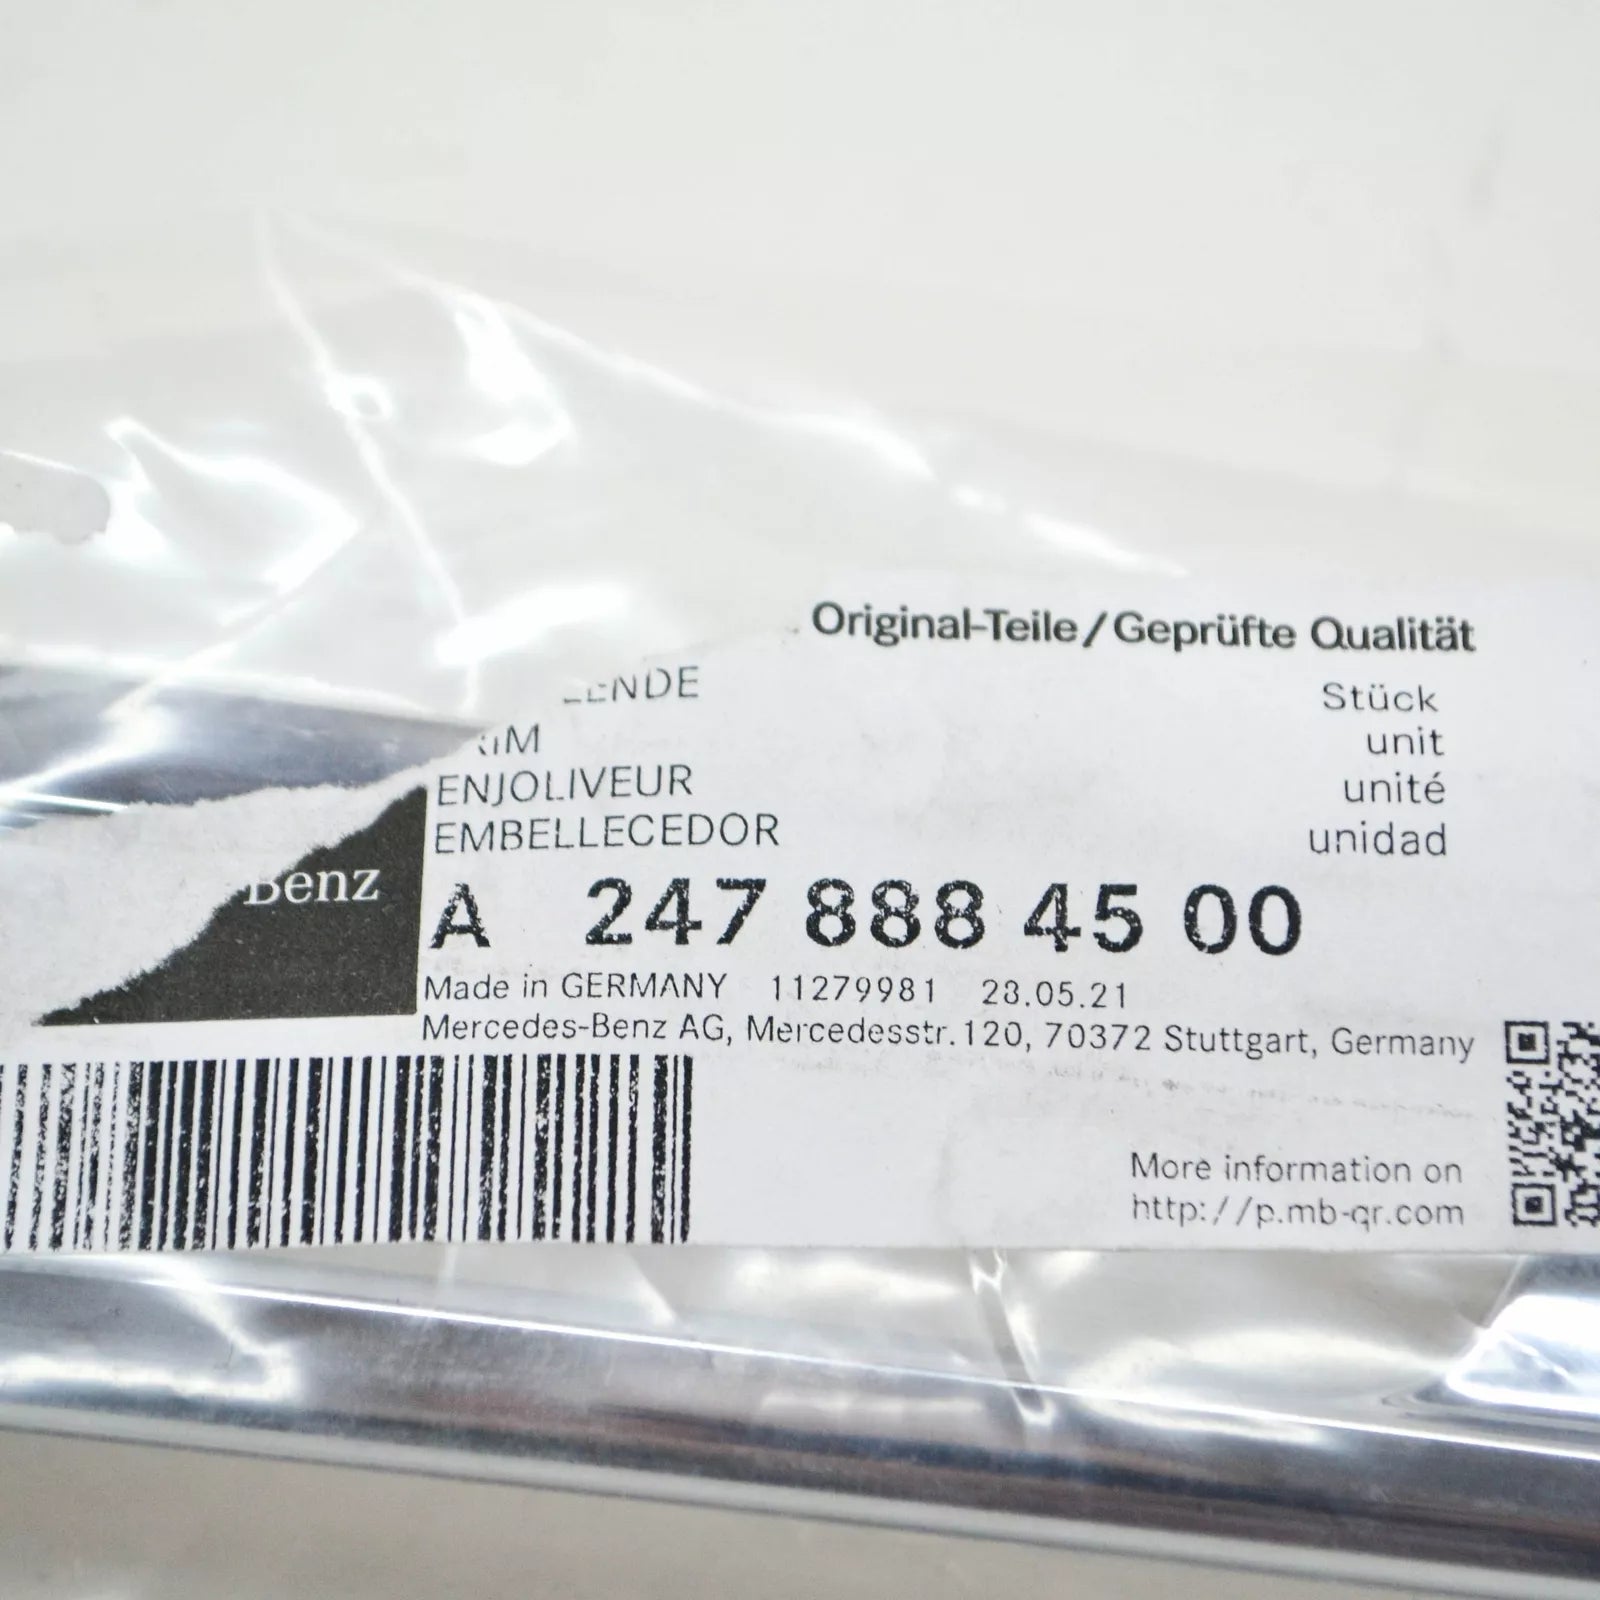 Original-Teile/Geprüfte Qualität
Stück
unit
ENJOLIVEUR unité
EMBELLECEDOR unidad
Benz
A 247 888 45 00
Made in GERMANY 11279981 28.05.21
Mercedes-Benz AG, Mercedesstr.120, 70372 Stuttgart, Germany
More information on
http://p.mb-qr.com